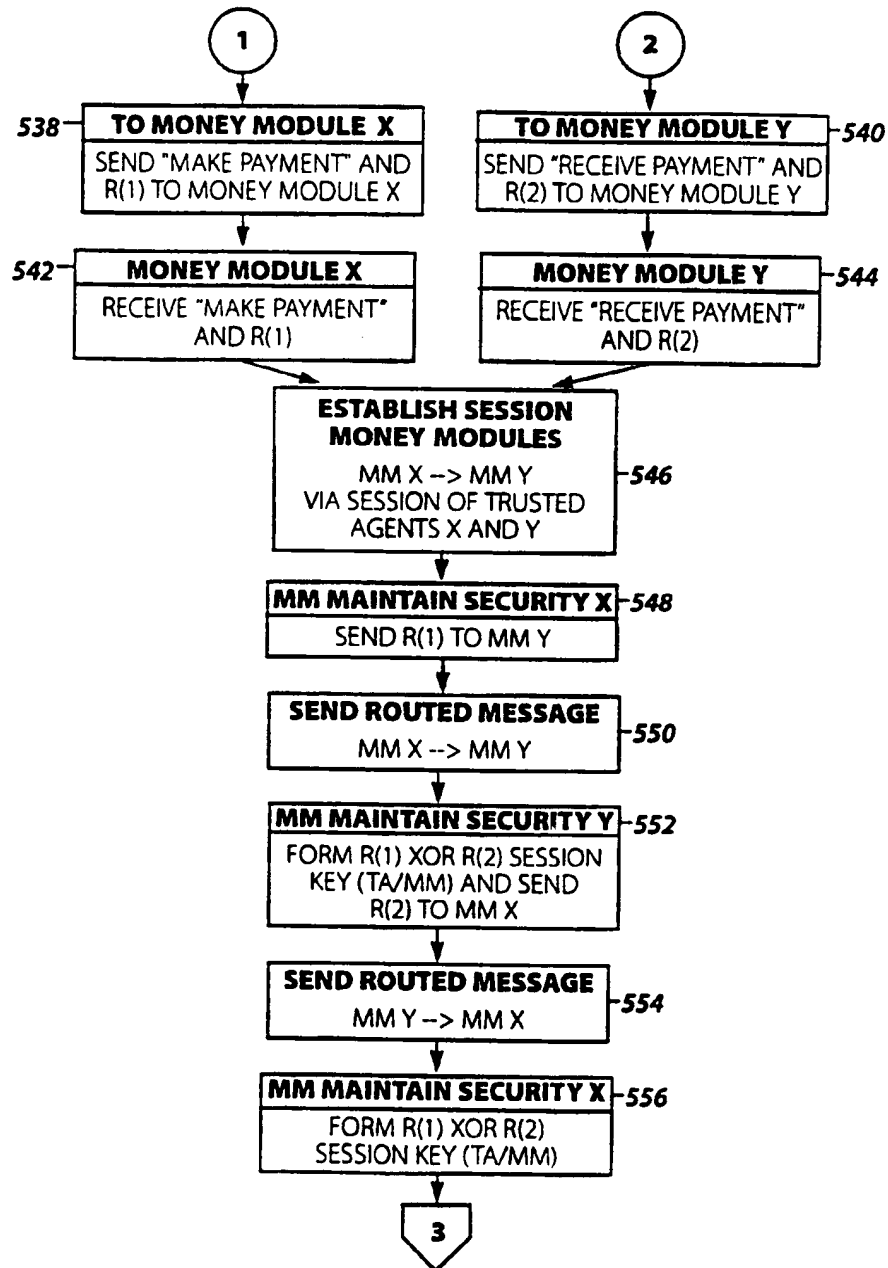 1
2
538
TO MONEY MODULE X
SEND "MAKE PAYMENT" AND
R(1) TO MONEY MODULE X
TO MONEY MODULE Y
540
SEND "RECEIVE PAYMENT" AND
R(2) TO MONEY MODULE Y
542
MONEY MODULE X
RECEIVE "MAKE PAYMENT"
AND R(1)
MONEY MODULE Y
544
RECEIVE "RECEIVE PAYMENT"
AND R(2)
ESTABLISH SESSION
MONEY MODULES
MM X --> MM Y
546
VIA SESSION OF TRUSTED
AGENTS X AND Y
MM MAINTAIN SECURITY X
548
SEND R(1) TO MM Y
SEND ROUTED MESSAGE
550
MM X --> MM Y
MM MAINTAIN SECURITY Y
552
FORM R(1) XOR R(2) SESSION
KEY (TA/MM) AND SEND
R(2) TO MM X
SEND ROUTED MESSAGE
554
MM Y --> MM X
MM MAINTAIN SECURITY X
556
FORM R(1) XOR R(2)
SESSION KEY (TA/MM)
3